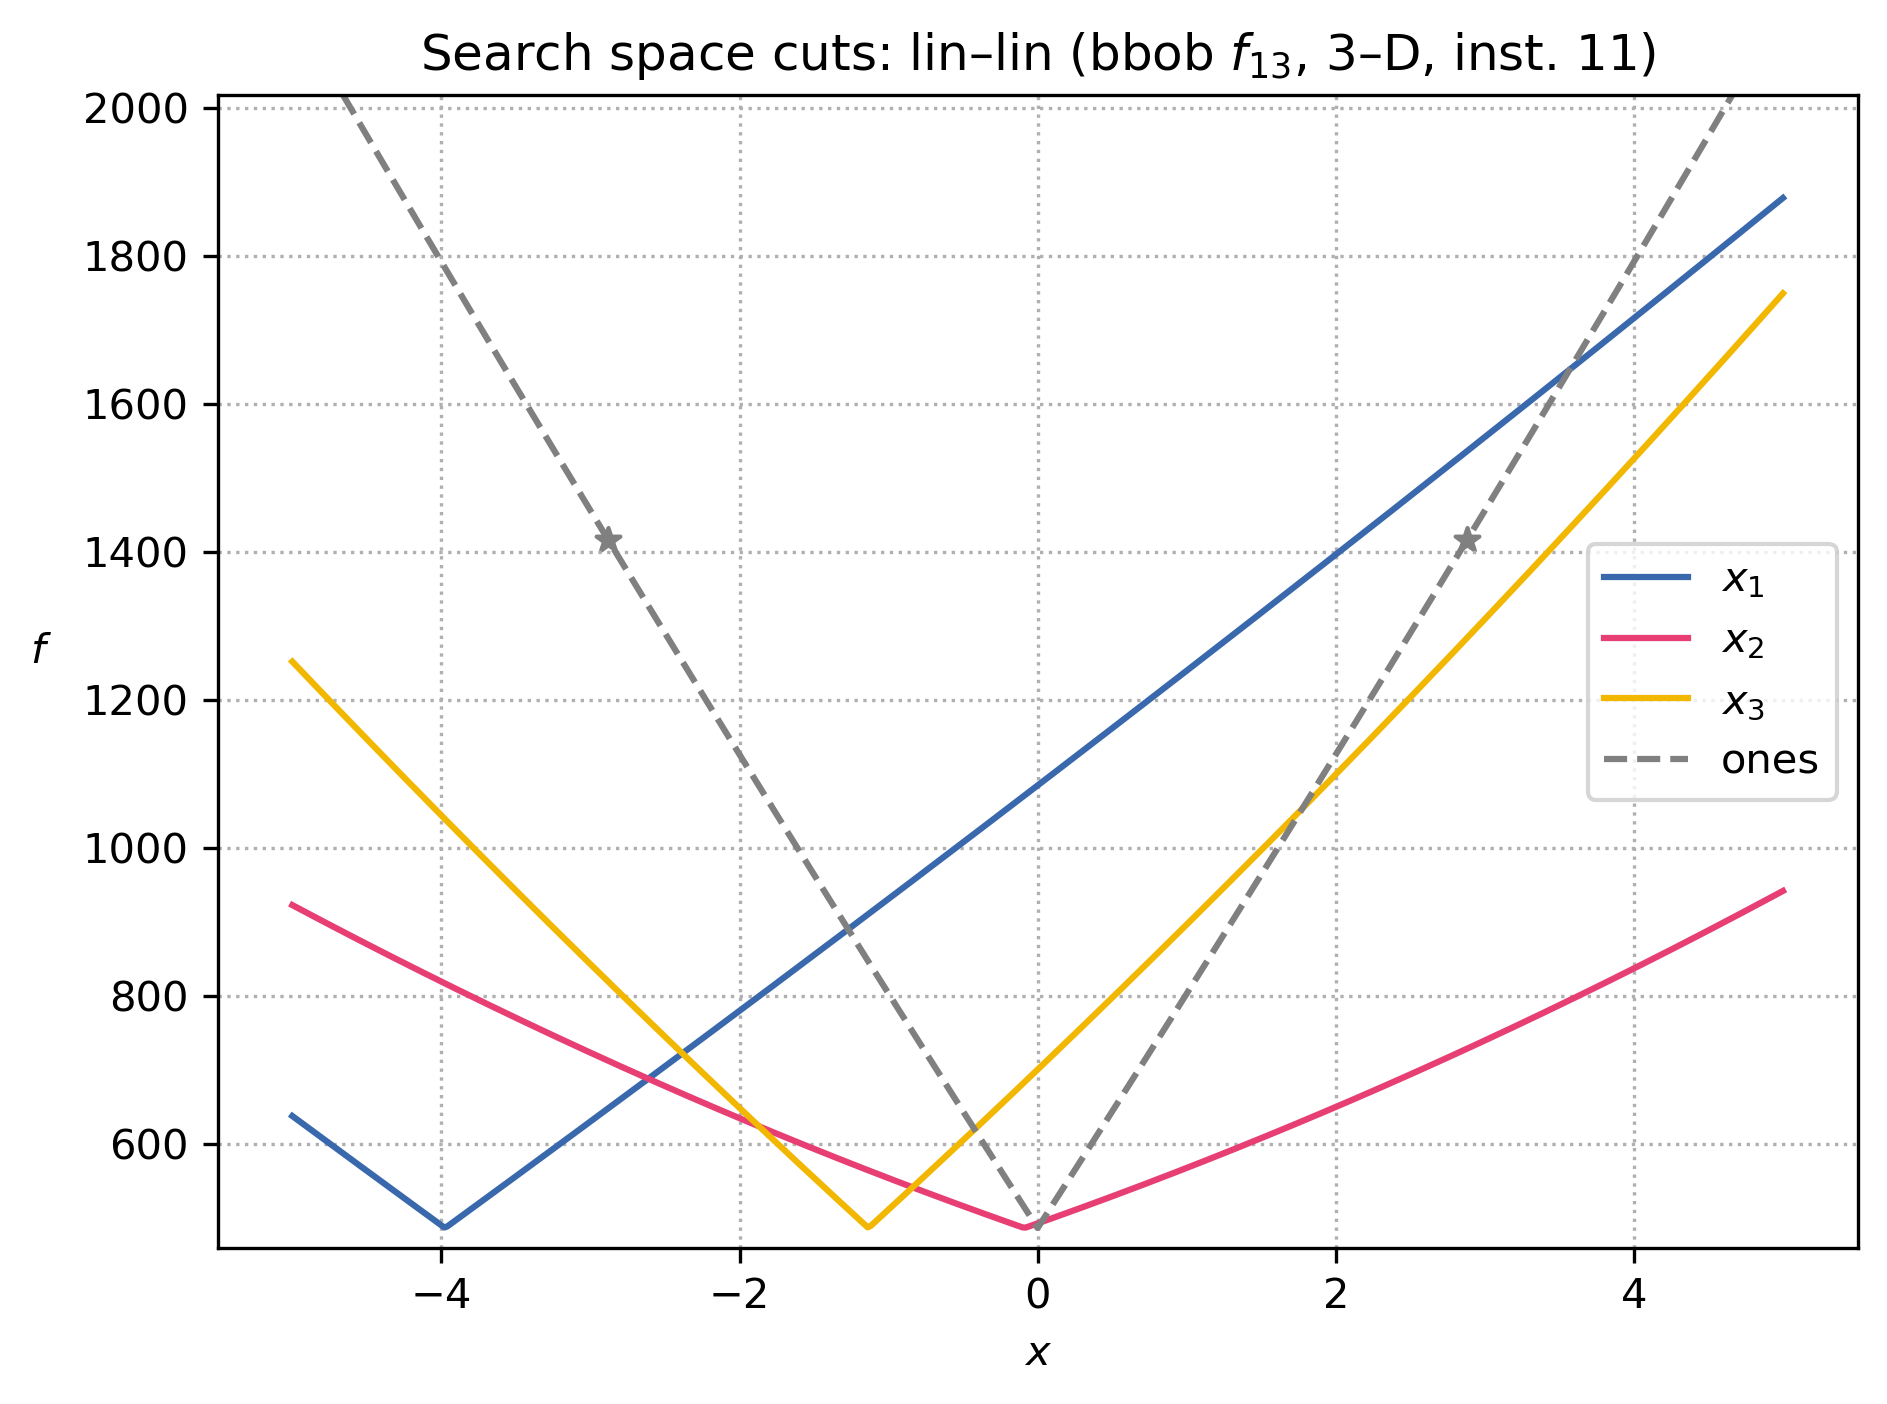 Search space cuts: lin–lin (bbob f₁₃, 3–D, inst. 11)
2000
1800
1600
1400
1200
1000
800
600
f
x₁
x₂
x₃
ones
−4 −2 0 2 4
x